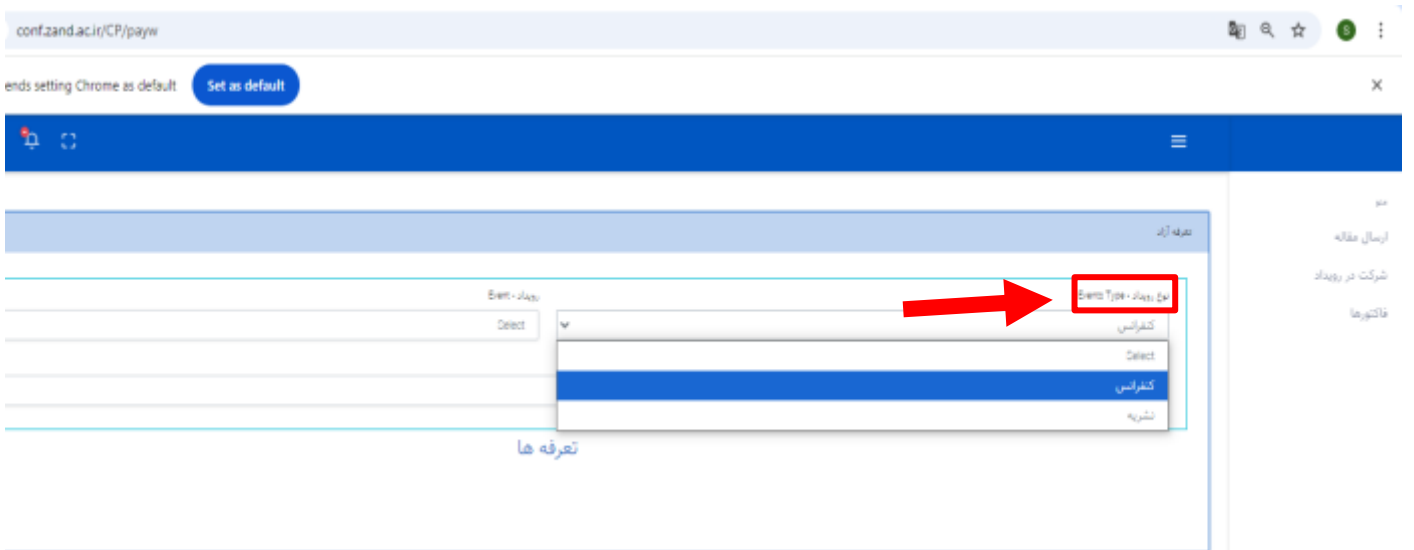 conf.zand.ac.ir/CP/payw
S
ends setting Chrome as default
Set as default
منو
ارسال مقاله
شرکت در رویداد
فاکتورها
تعرفه آزاد
نوع رویداد - Events Type
رویداد - Event
کنفرانس
Select
Select
کنفرانس
نشریه
تعرفه ها